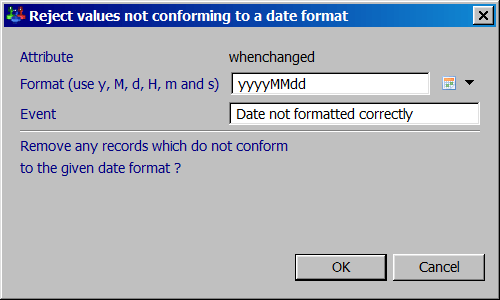 Reject values not conforming to a date format
Attribute whenchanged
Format (use y, M, d, H, m and s) yyyyMMdd
Event Date not formatted correctly
Remove any records which do not conform
to the given date format ?
OK Cancel